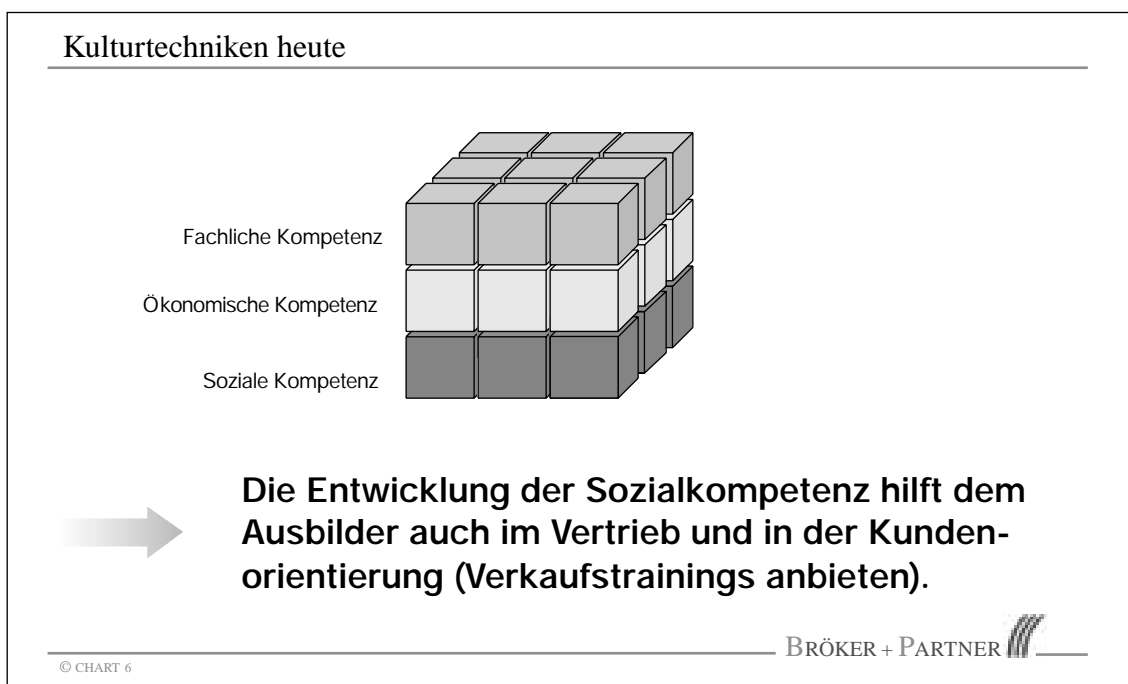 Kulturtechniken heute
Fachliche Kompetenz
Ökonomische Kompetenz
Soziale Kompetenz
Die Entwicklung der Sozialkompetenz hilft dem
Ausbilder auch im Vertrieb und in der Kunden-
orientierung (Verkaufstrainings anbieten).
BRÖKER + PARTNER
© CHART 6